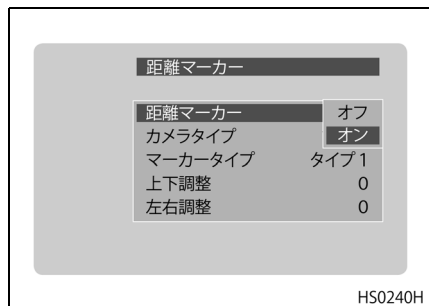 距離マーカー
距離マーカー オフ
カメラタイプ オン
マーカータイプ タイプ1
上下調整 0
左右調整 0
HS0240H